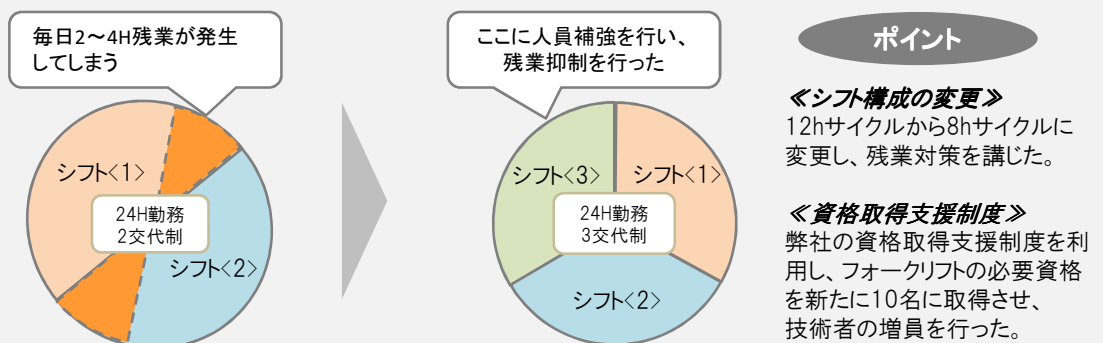 毎日2～4H残業が発生
してしまう
シフト<1>
24H勤務
2交代制
シフト<2>
ここに人員補強を行い、
残業抑制を行った
シフト<3>
シフト<1>
24H勤務
3交代制
シフト<2>
ポイント
≪シフト構成の変更≫
12hサイクルから8hサイクルに
変更し、残業対策を講じた。
≪資格取得支援制度≫
弊社の資格取得支援制度を利
用し、フォークリフトの必要資格
を新たに10名に取得させ、
技術者の増員を行った。